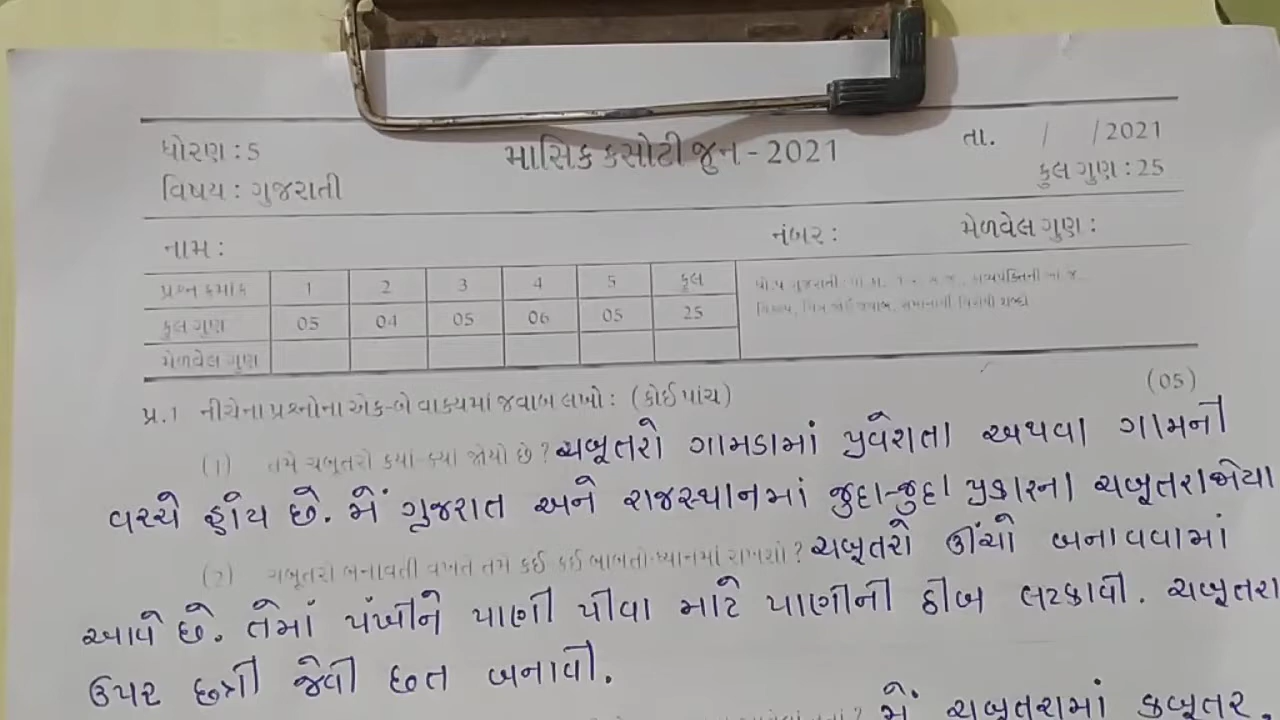 ધોરણ : 5
માસિક કસોટી જુન - 2021
તા. / / 2021
વિષય : ગુજરાતી
કુલ ગુણ : 25
નામ :
નંબર :
મેળવેલ ગુણ :
પ્રશ્ન ક્રમાંક 1 2 3 4 5 કુલ
કુલ ગુણ 05 04 05 06 05 25
મેળવેલ ગુણ
પ્ર.1 નીચેના પ્રશ્નોના એક-બે વાક્યમાં જવાબ લખો : (કોઈ પાંચ) (05)
(1) તમે ચબૂતરો ક્યાં-ક્યાં જોયો છે ? ચબૂતરો ગામડામાં પ્રવેશતા અથવા ગામની
વચ્ચે હોય છે. મેં ગુજરાત અને રાજસ્થાનમાં જુદા-જુદા પ્રકારના ચબૂતરા જોયા
(2) ચબૂતરો બનાવતી વખતે તમે કઈ કઈ બાબતો ધ્યાનમાં રાખશો ? ચબૂતરો ઊંચો બનાવવામાં
આવે છે. તેમાં પંખીને પાણી પીવા માટે પાણીની ઠીબ લટકાવી. ચબૂતરા
ઉપર છત્રી જેવી છત બનાવી.
મેં ચબૂતરામાં કબૂતર,